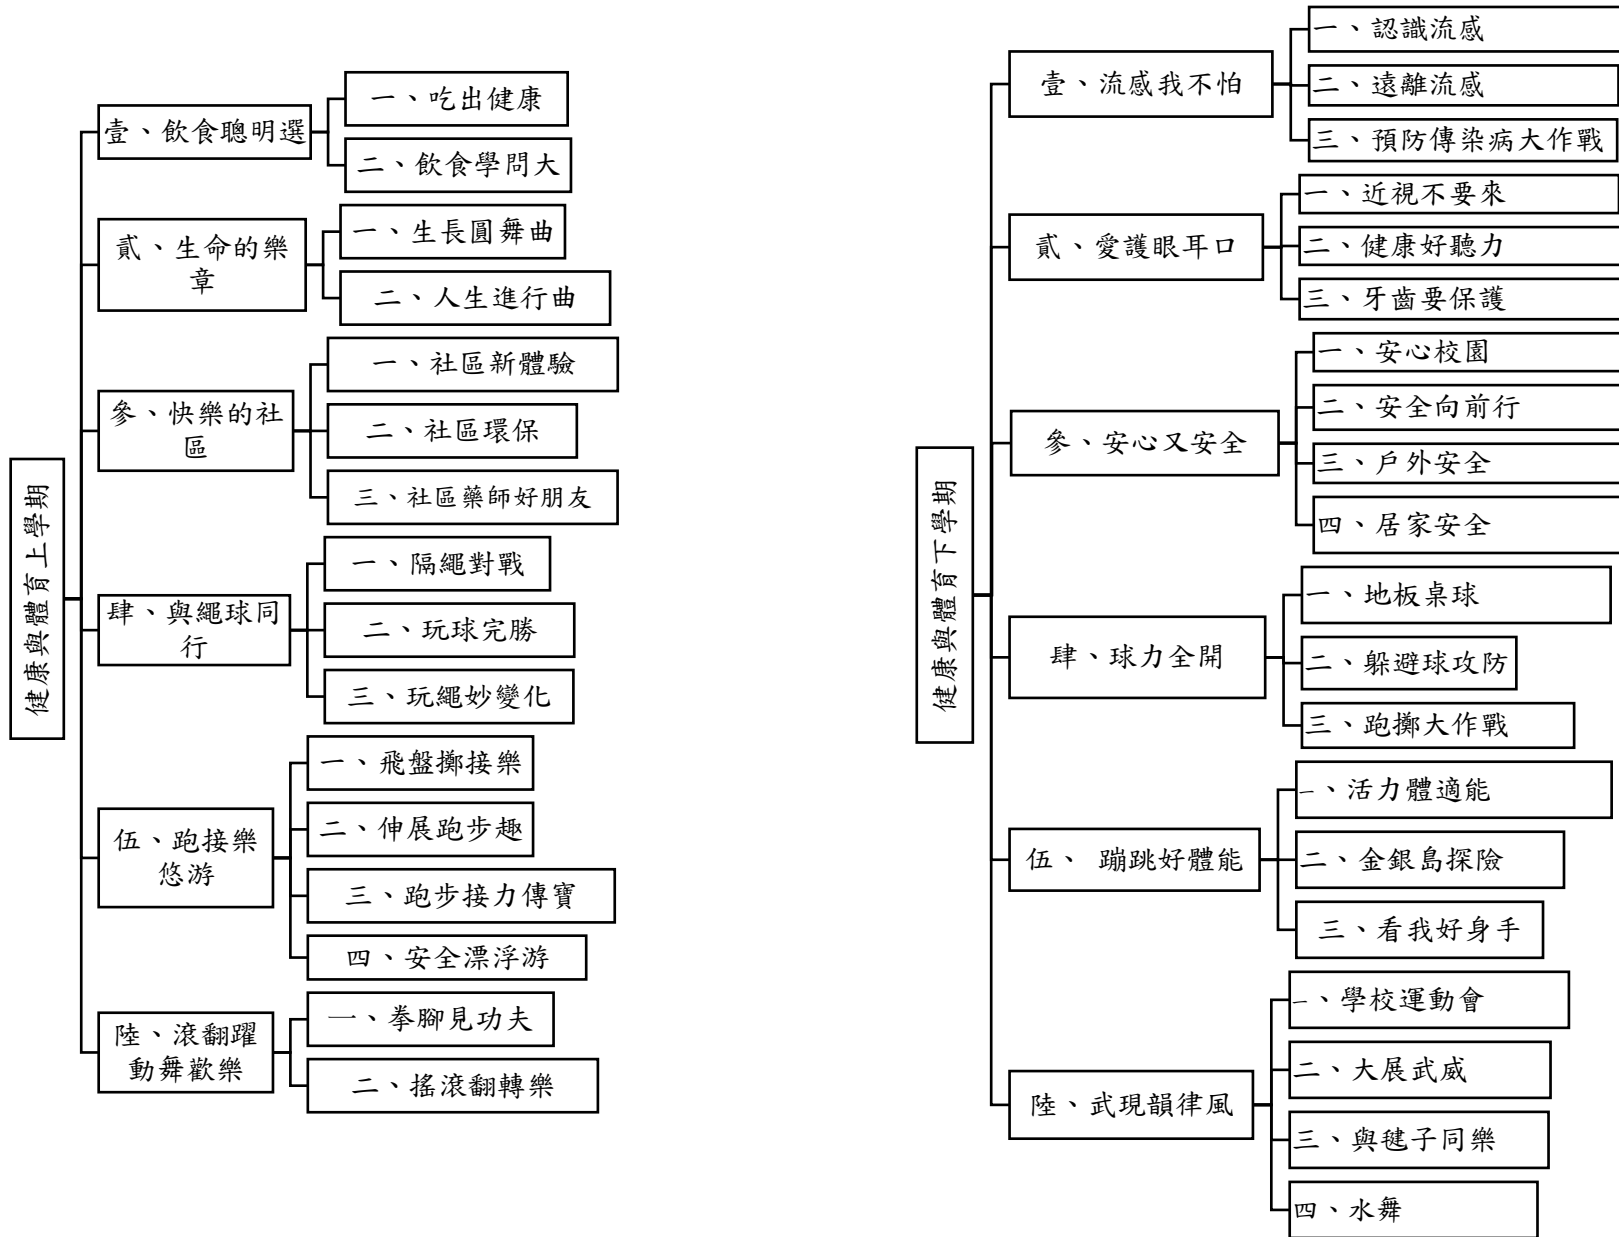 健康與體育上學期
壹、飲食聰明選
一、吃出健康
二、飲食學問大
貳、生命的樂
章
一、生長圓舞曲
二、人生進行曲
參、快樂的社
區
一、社區新體驗
二、社區環保
三、社區藥師好朋友
肆、與繩球同
行
一、隔繩對戰
二、玩球完勝
三、玩繩妙變化
伍、跑接樂
悠游
一、飛盤擲接樂
二、伸展跑步趣
三、跑步接力傳寶
四、安全漂浮游
陸、滾翻躍
動舞歡樂
一、拳腳見功夫
二、搖滾翻轉樂
健康與體育下學期
壹、流感我不怕
一、認識流感
二、遠離流感
三、預防傳染病大作戰
貳、愛護眼耳口
一、近視不要來
二、健康好聽力
三、牙齒要保護
參、安心又安全
一、安心校園
二、安全向前行
三、戶外安全
四、居家安全
肆、球力全開
一、地板桌球
二、躲避球攻防
三、跑擲大作戰
伍、 蹦跳好體能
一、活力體適能
二、金銀島探險
三、看我好身手
陸、武現韻律風
一、學校運動會
二、大展武威
三、與毽子同樂
四、水舞